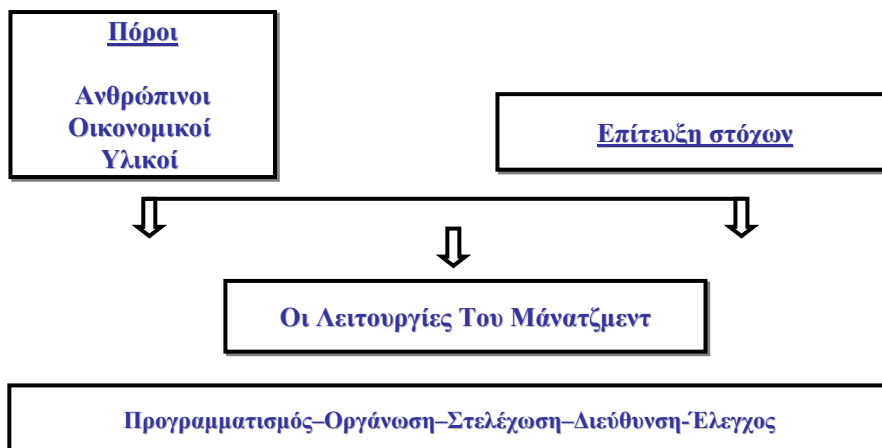 Πόροι
Ανθρώπινοι
Οικονομικοί
Υλικοί
Επίτευξη στόχων
Οι Λειτουργίες Του Μάνατζμεντ
Προγραμματισμός–Οργάνωση–Στελέχωση–Διεύθυνση-Έλεγχος